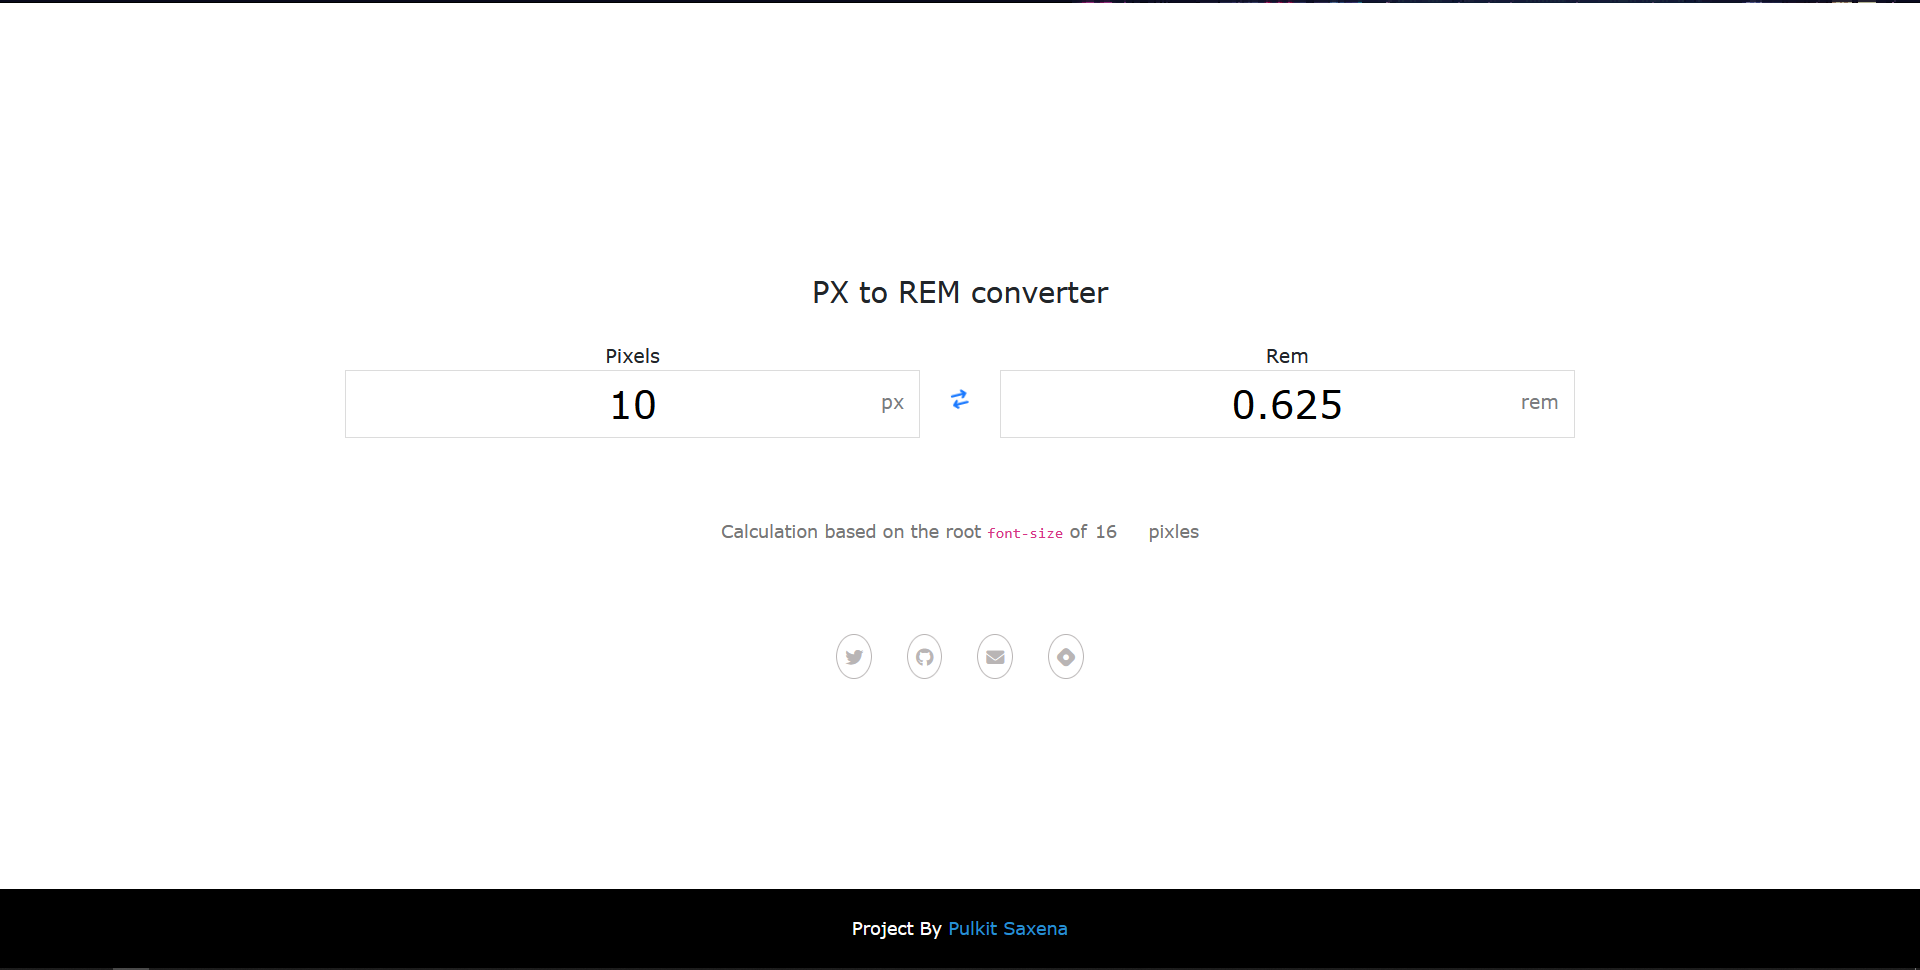 PX to REM converter
Pixels
Rem
10 px
0.625 rem
Calculation based on the root font-size of 16 pixles
Project By Pulkit Saxena